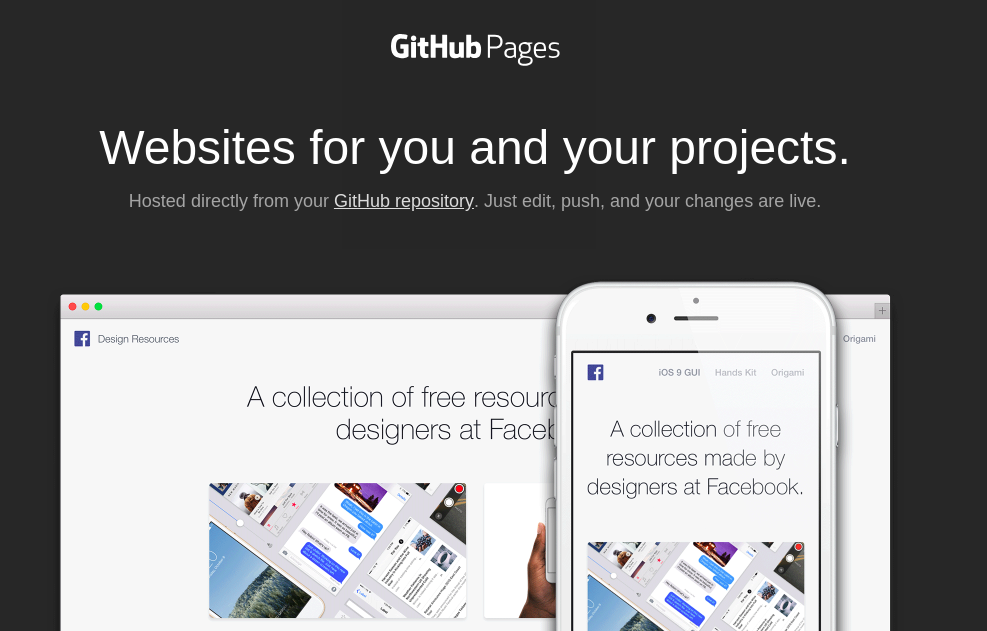 GitHub Pages
Websites for you and your projects.
Hosted directly from your GitHub repository. Just edit, push, and your changes are live.
Design Resources
Origami
A collection of free resourc
designers at Faceb
iOS 9 GUI Hands Kit Origami
A collection of free
resources made by
designers at Facebook.